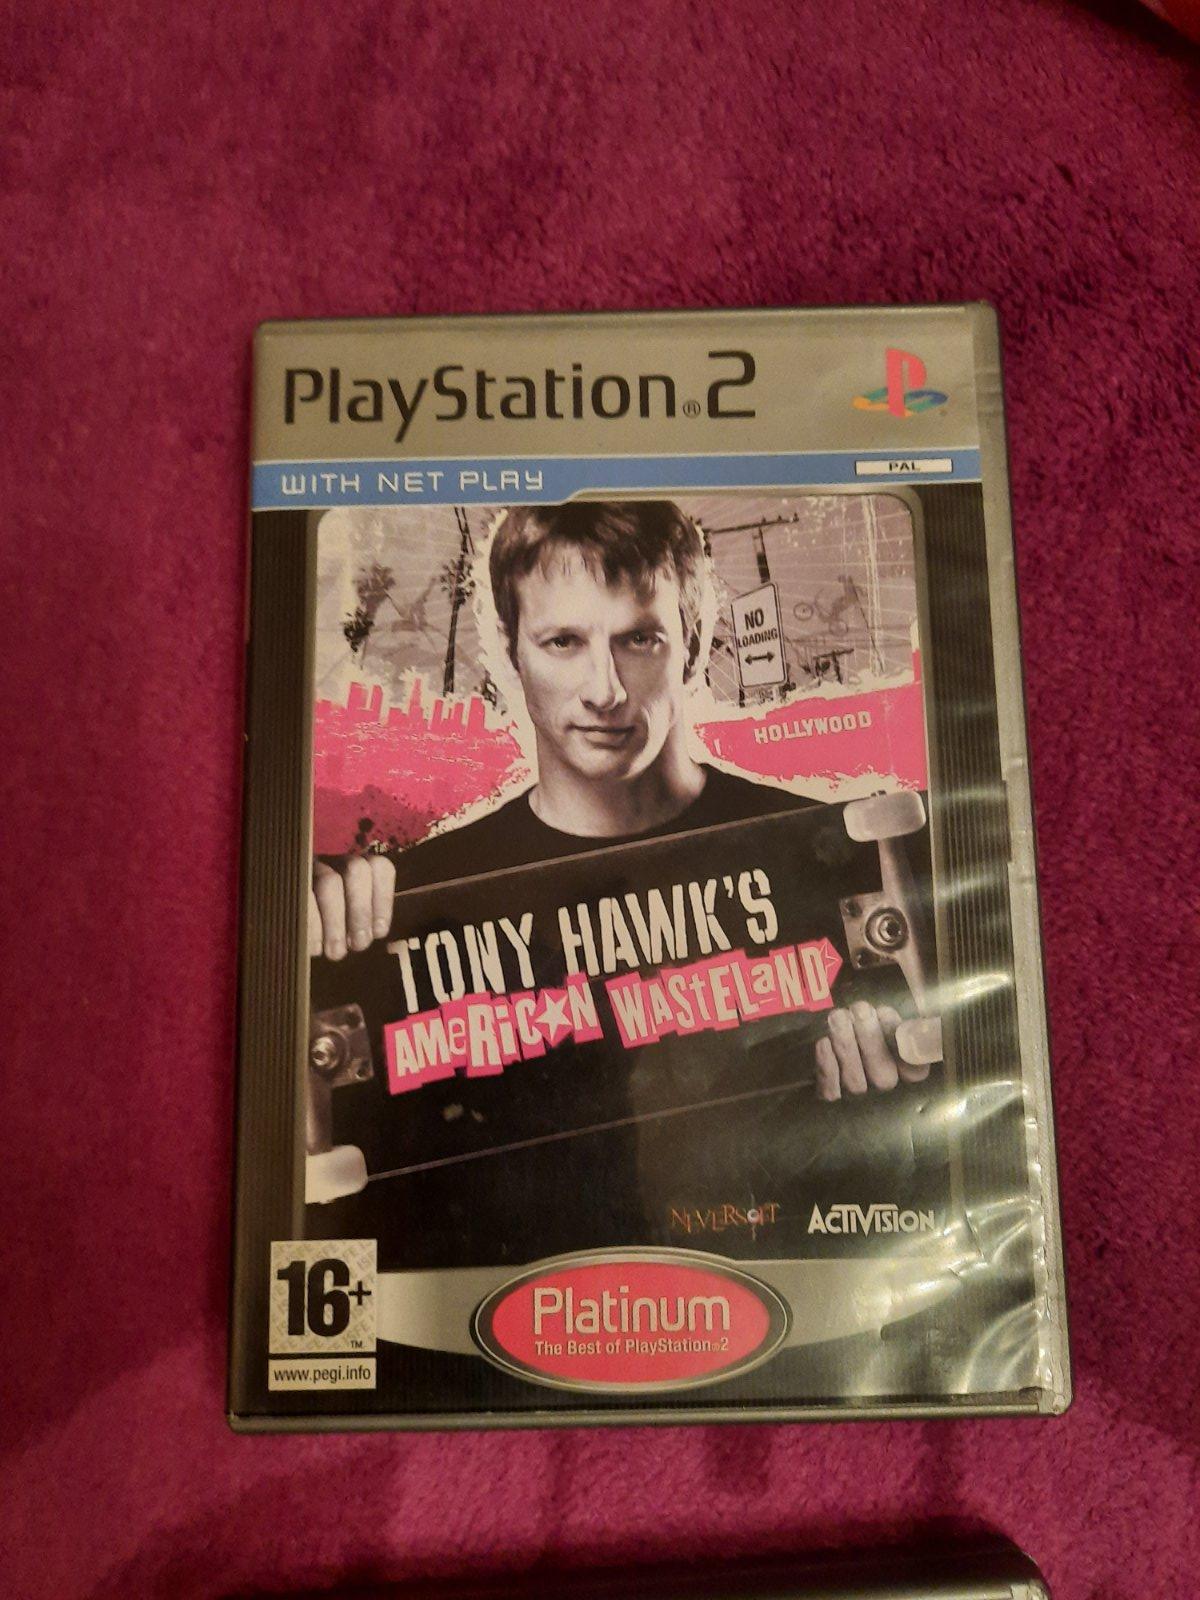 PlayStation®2
WITH NET PLAY
PAL
NO
LOADING
HOLLYWOOD
TONY HAWK'S
AMERICAN WASTELAND
NEVERSOFT
ACTIVISION
16+
TM
www.pegi.info
Platinum
The Best of PlayStation®2